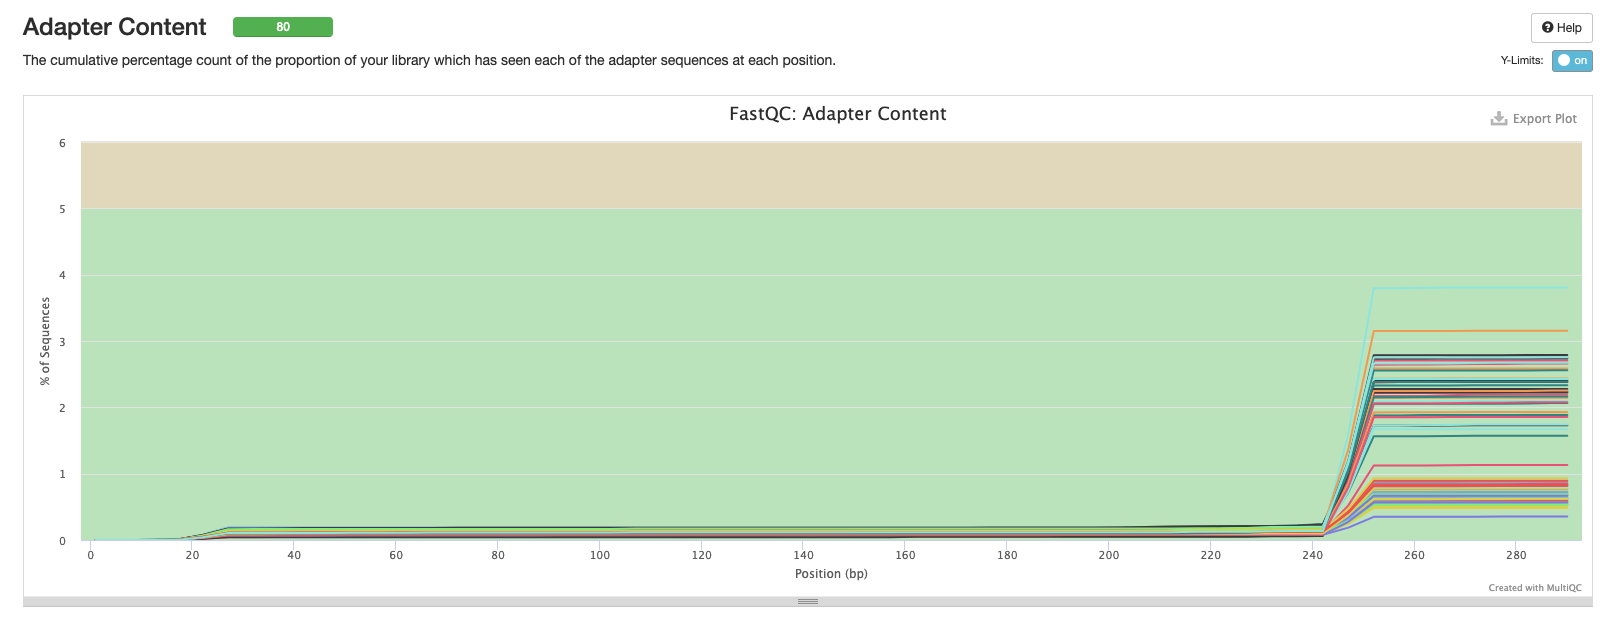 Adapter Content 80 Help
The cumulative percentage count of the proportion of your library which has seen each of the adapter sequences at each position. Y-Limits: on
FastQC: Adapter Content
Export Plot
6
5
4
3
2
1
0
% of Sequences
0 20 40 60 80 100 120 140 160 180 200 220 240 260 280
Position (bp)
Created with MultiQC